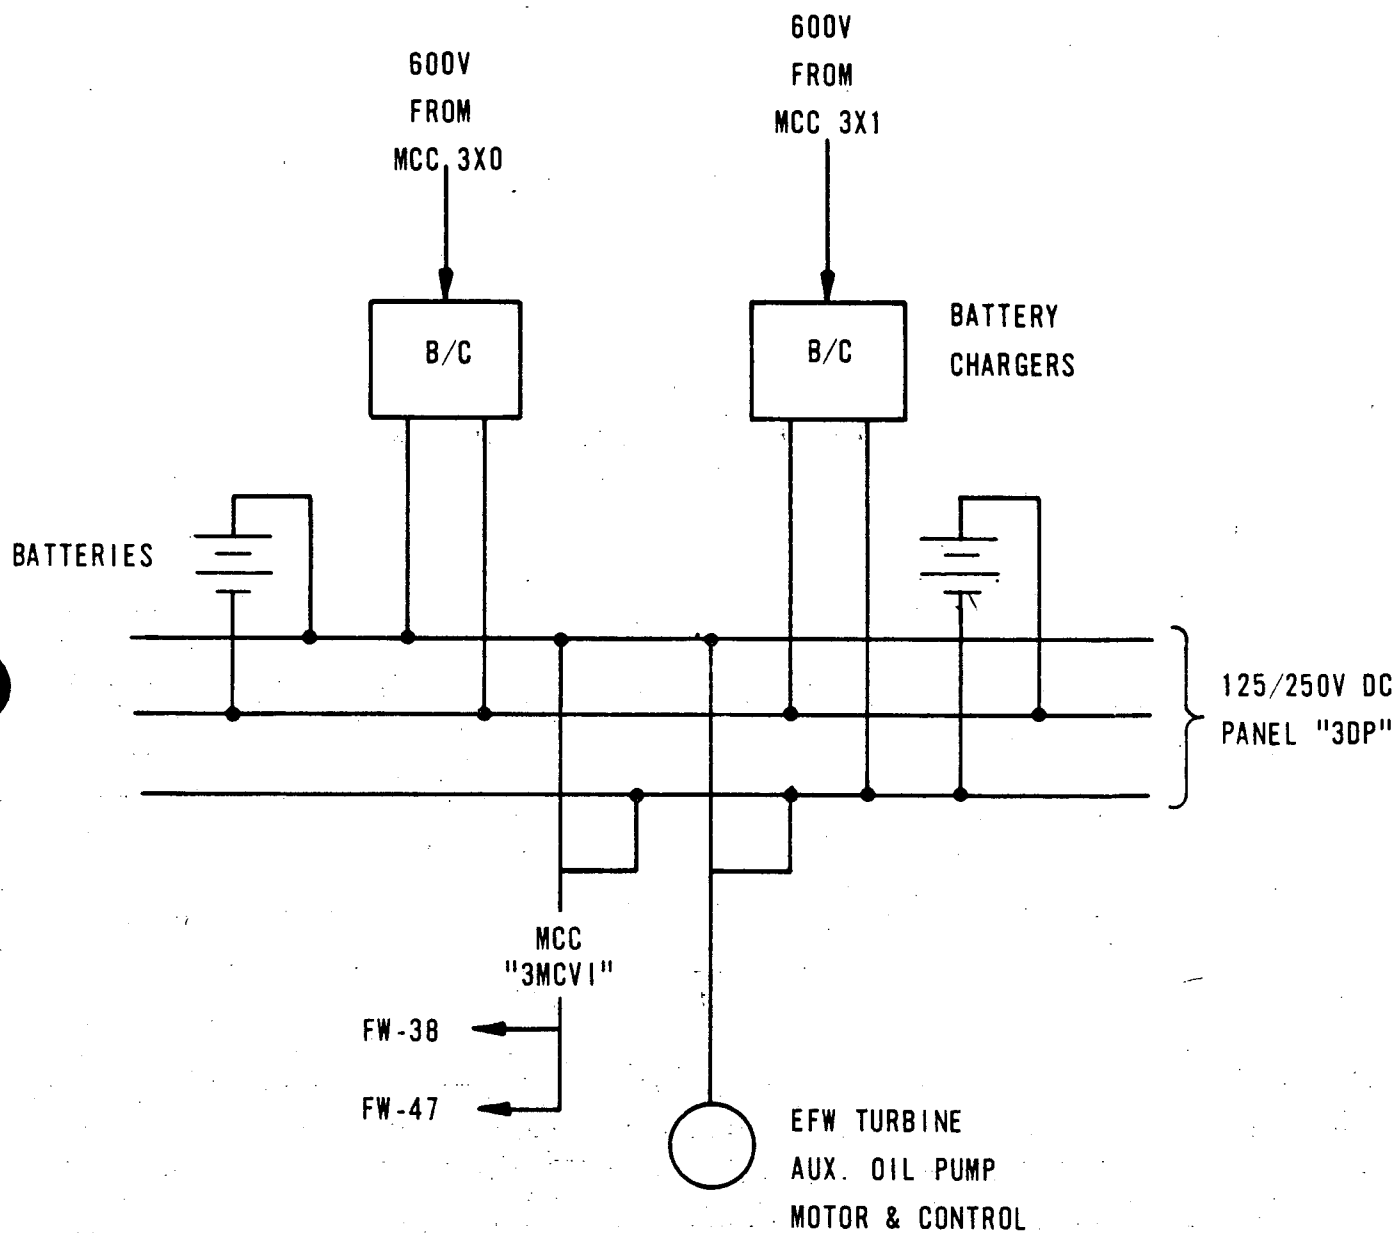 600V
FROM
MCC 3X0
600V
FROM
MCC 3X1
B/C
B/C
BATTERY
CHARGERS
BATTERIES
125/250V DC
PANEL "3DP"
MCC
"3MCV1"
FW-38
FW-47
EFW TURBINE
AUX. OIL PUMP
MOTOR & CONTROL